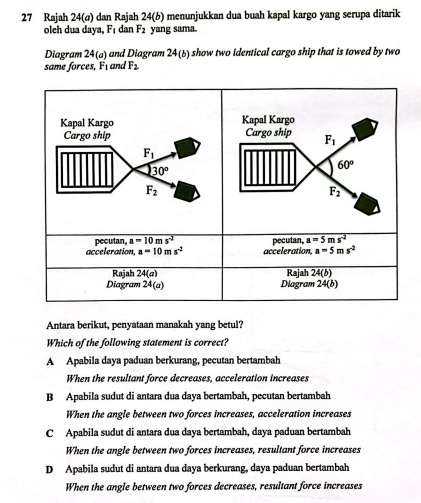 27 Rajah 24(a) dan Rajah 24(b) menunjukkan dua buah kapal kargo yang serupa ditarik
oleh dua daya, F₁ dan F₂ yang sama.
Diagram 24(a) and Diagram 24(b) show two identical cargo ship that is towed by two
same forces, F₁ and F₂.
Kapal Kargo
Cargo ship
F₁
30°
F₂
pecutan, a = 10 m s⁻²
acceleration, a = 10 m s⁻²
Rajah 24(a)
Diagram 24(a)
Kapal Kargo
Cargo ship
F₁
60°
F₂
pecutan, a = 5 m s⁻²
acceleration, a = 5 m s⁻²
Rajah 24(b)
Diagram 24(b)
Antara berikut, penyataan manakah yang betul?
Which of the following statement is correct?
A Apabila daya paduan berkurang, pecutan bertambah
When the resultant force decreases, acceleration increases
B Apabila sudut di antara dua daya bertambah, pecutan bertambah
When the angle between two forces increases, acceleration increases
C Apabila sudut di antara dua daya bertambah, daya paduan bertambah
When the angle between two forces increases, resultant force increases
D Apabila sudut di antara dua daya berkurang, daya paduan bertambah
When the angle between two forces decreases, resultant force increases